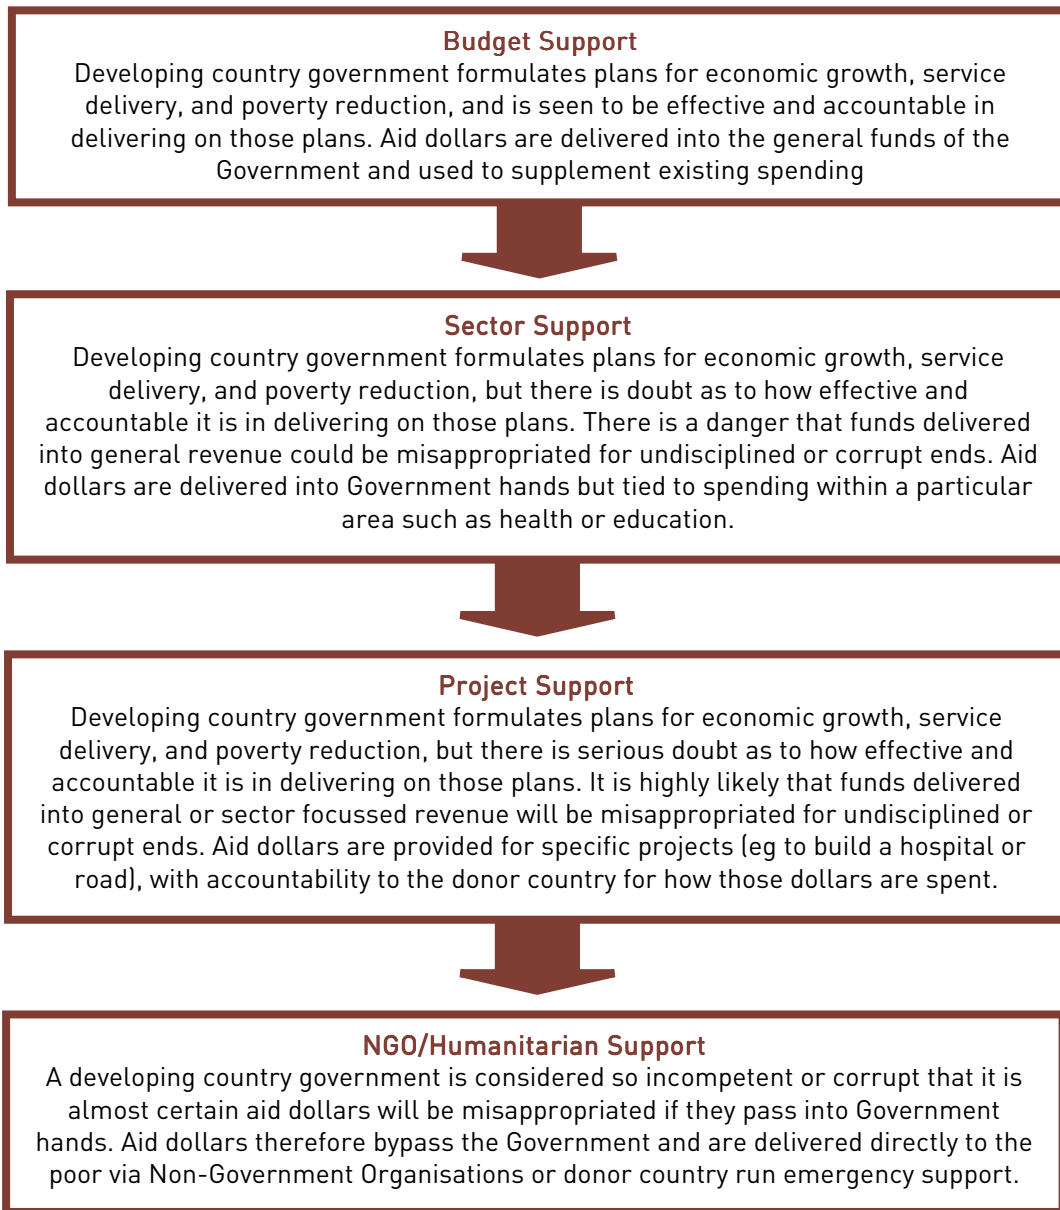 Budget Support
Developing country government formulates plans for economic growth, service
delivery, and poverty reduction, and is seen to be effective and accountable in
delivering on those plans. Aid dollars are delivered into the general funds of the
Government and used to supplement existing spending
Sector Support
Developing country government formulates plans for economic growth, service
delivery, and poverty reduction, but there is doubt as to how effective and
accountable it is in delivering on those plans. There is a danger that funds delivered
into general revenue could be misappropriated for undisciplined or corrupt ends. Aid
dollars are delivered into Government hands but tied to spending within a particular
area such as health or education.
Project Support
Developing country government formulates plans for economic growth, service
delivery, and poverty reduction, but there is serious doubt as to how effective and
accountable it is in delivering on those plans. It is highly likely that funds delivered
into general or sector focussed revenue will be misappropriated for undisciplined or
corrupt ends. Aid dollars are provided for specific projects (eg to build a hospital or
road), with accountability to the donor country for how those dollars are spent.
NGO/Humanitarian Support
A developing country government is considered so incompetent or corrupt that it is
almost certain aid dollars will be misappropriated if they pass into Government
hands. Aid dollars therefore bypass the Government and are delivered directly to the
poor via Non-Government Organisations or donor country run emergency support.